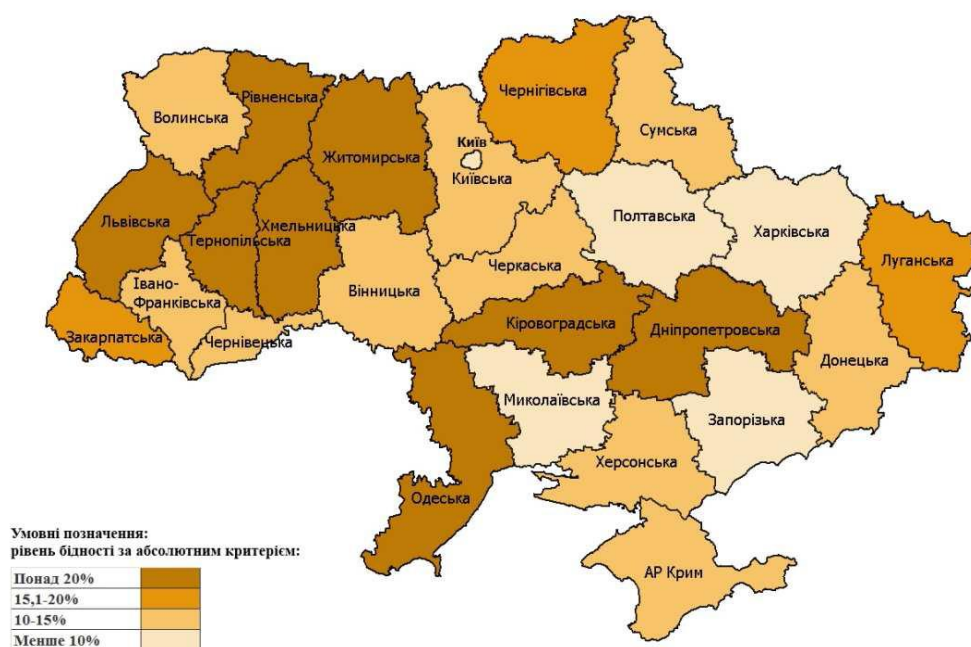 Чернігівська
Рівненська
Волинська
Сумська
Київ
Житомирська
Київська
Полтавська
Львівська
Хмельницька
Тернопільська
Харківська
Луганська
Черкаська
Івано-
Франківська
Вінницька
Кіровоградська
Дніпропетровська
Закарпатська
Чернівецька
Донецька
Миколаївська
Запорізька
Херсонська
Одеська
АР Крим
Умовні позначення:
рівень бідності за абсолютним критерієм:
Понад 20%
15,1-20%
10-15%
Менше 10%